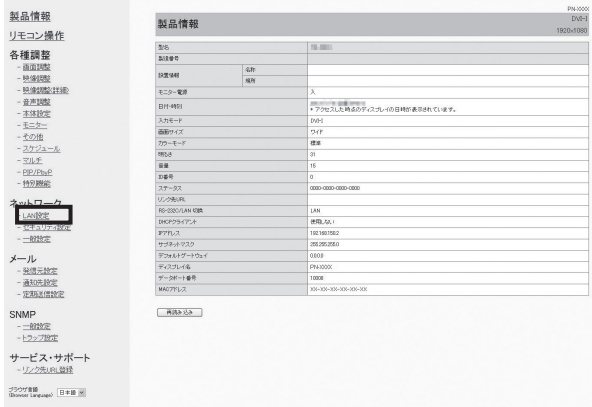 PN-XXXX
DVI-I
1920x1080
製品情報
リモコン操作
各種調整
- 画面調整
- 映像調整
- 映像調整(詳細)
- 音声調整
- 本体設定
- モニター
- その他
- スケジュール
- マルチ
- PIP/PbyP
- 特別機能
ネットワーク
- LAN設定
- セキュリティ設定
- 一般設定
メール
- 発信元設定
- 通知先設定
- 定期送信設定
SNMP
- 一般設定
- トラップ設定
サービス・サポート
- リンク先URL登録
ブラウザ言語
(Browser Language) 日本語
製品情報
型名
製造番号
設置情報 名称
場所
モニター電源 入
日付・時刻
* アクセスした時点のディスプレイの日時が表示されています。
入力モード DVI-I
画面サイズ ワイド
カラーモード 標準
明るさ 31
音量 15
ID番号 0
ステータス 0000-0000-0000-0000
リンク先URL
RS-232C/LAN 切換 LAN
DHCPクライアント 使用しない
IPアドレス 192.168.150.2
サブネットマスク 255.255.255.0
デフォルトゲートウェイ 0.0.0.0
ディスプレイ名 PN-XXXX
データポート番号 10008
MACアドレス XX-XX-XX-XX-XX-XX
再読み込み